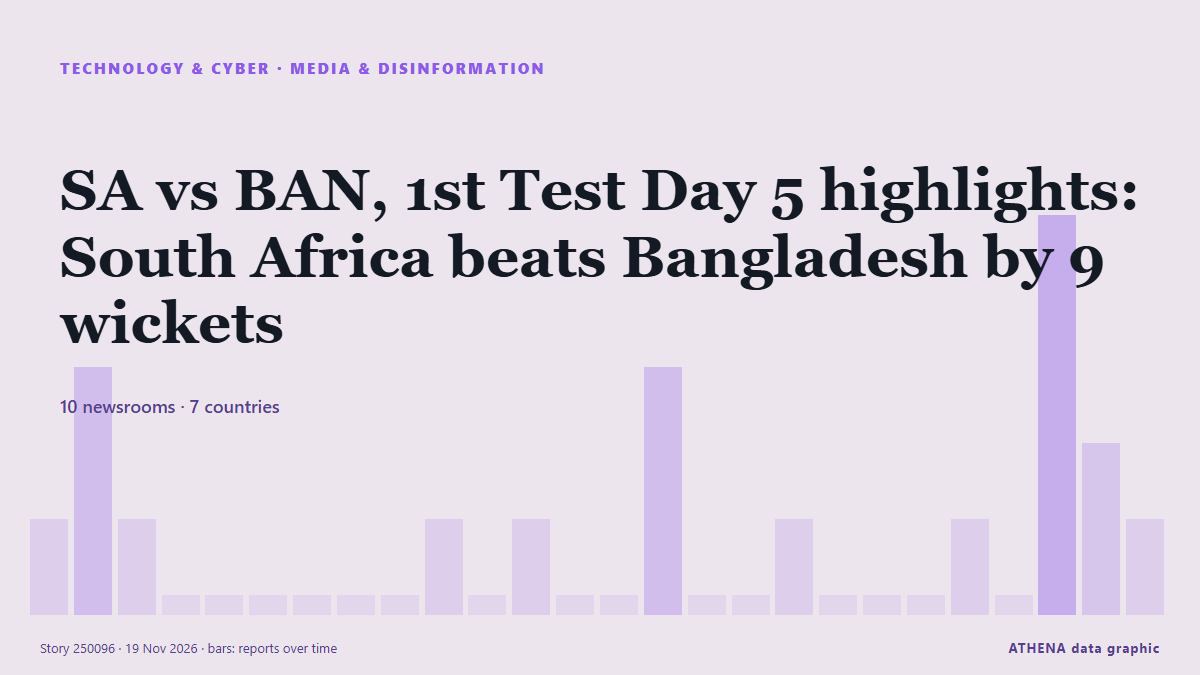 TECHNOLOGY & CYBER · MEDIA & DISINFORMATION
SA vs BAN, 1st Test Day 5 highlights:
South Africa beats Bangladesh by 9
wickets
10 newsrooms · 7 countries
Story 250096 · 19 Nov 2026 · bars: reports over time
ATHENA data graphic